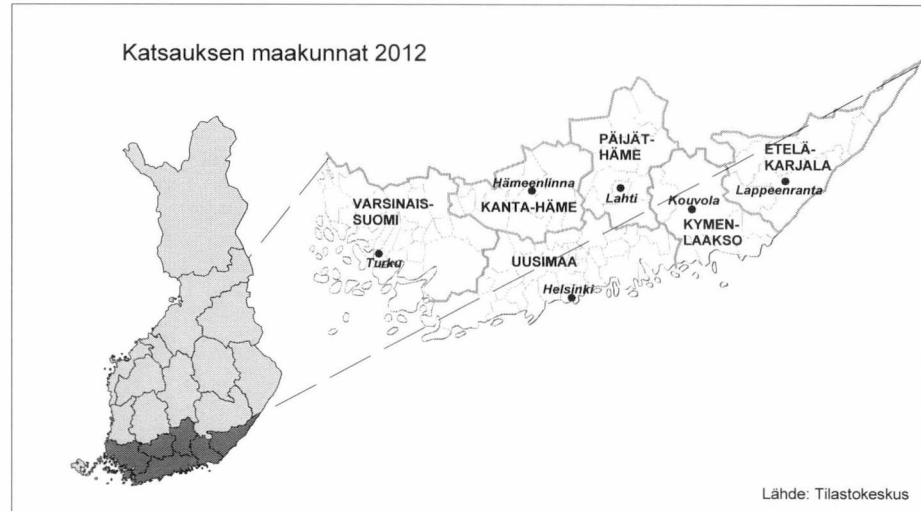 Katsauksen maakunnat 2012
PÄIJÄT-
HÄME
ETELÄ-
KARJALA
Hämeenlinna
Lahti
Kouvola
Lappeenranta
VARSINAIS-
SUOMI
KANTA-HÄME
KYMEN-
LAAKSO
Turku
UUSIMAA
Helsinki
Lähde: Tilastokeskus